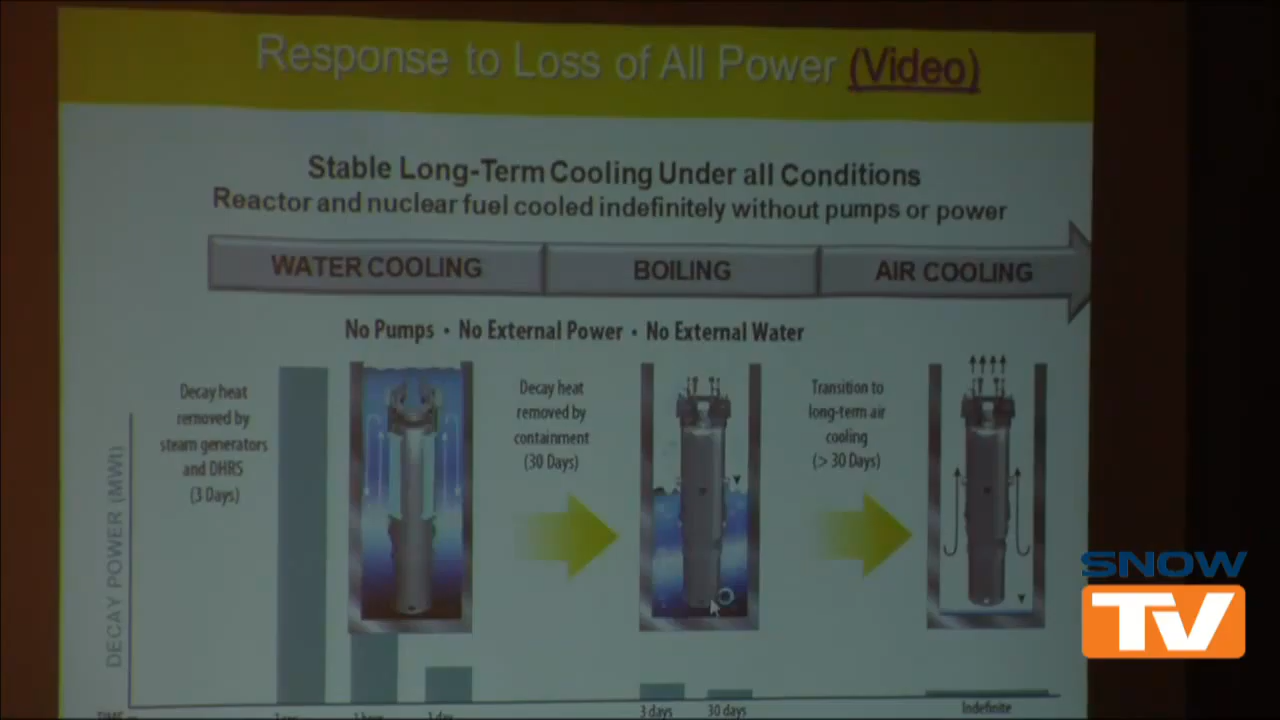 Response to Loss of All Power (Video)
Stable Long-Term Cooling Under all Conditions
Reactor and nuclear fuel cooled indefinitely without pumps or power
WATER COOLING
BOILING
AIR COOLING
No Pumps • No External Power • No External Water
Decay heat
removed by
steam generators
and DHRS
(3 Days)
Decay heat
removed by
containment
(30 Days)
Transition to
long-term air
cooling
(> 30 Days)
DECAY POWER (MWt)
SNOW
TV
3 days
30 days
Indefinite